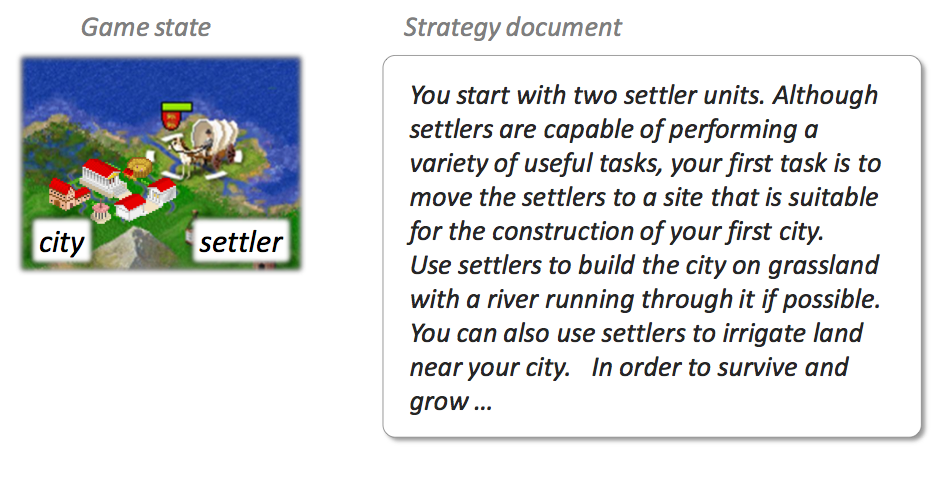 Game state
Strategy document
city
settler
You start with two settler units. Although
settlers are capable of performing a
variety of useful tasks, your first task is to
move the settlers to a site that is suitable
for the construction of your first city.
Use settlers to build the city on grassland
with a river running through it if possible.
You can also use settlers to irrigate land
near your city.   In order to survive and
grow ...